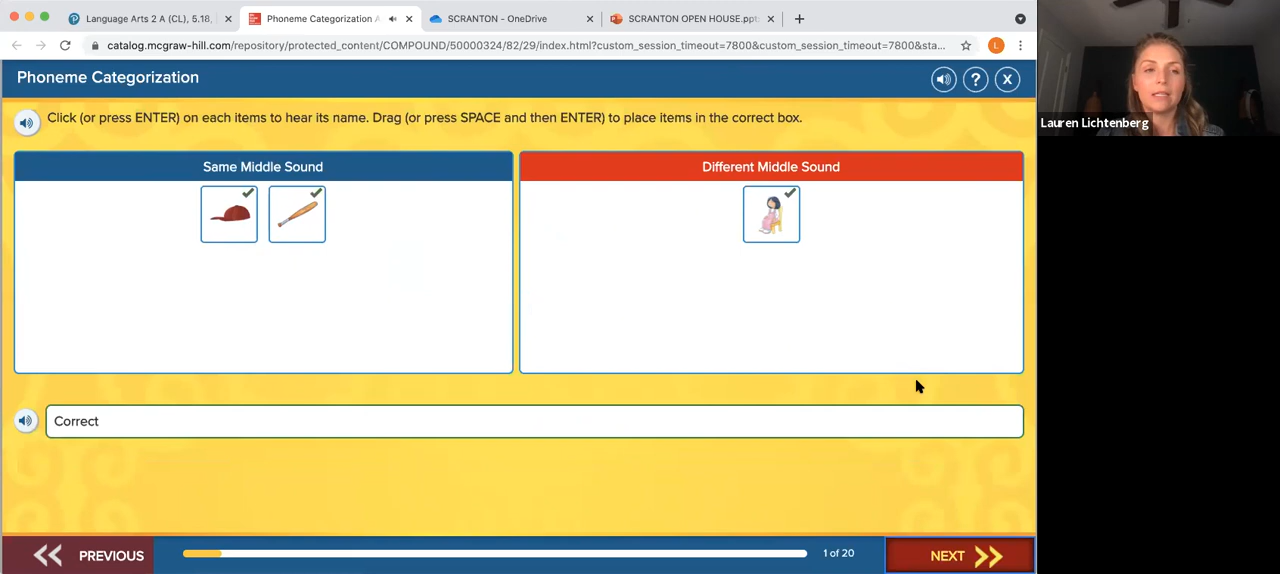 Language Arts 2 A (CL), 5.18,
Phoneme Categorization A
SCRANTON - OneDrive
SCRANTON OPEN HOUSE.ppt
catalog.mcgraw-hill.com/repository/protected_content/COMPOUND/50000324/82/29/index.html?custom_session_timeout=7800&custom_session_timeout=7800&sta...
L
Phoneme Categorization
?
X
Lauren Lichtenberg
Click (or press ENTER) on each items to hear its name. Drag (or press SPACE and then ENTER) to place items in the correct box.
Same Middle Sound
Different Middle Sound
Correct
PREVIOUS
1 of 20
NEXT